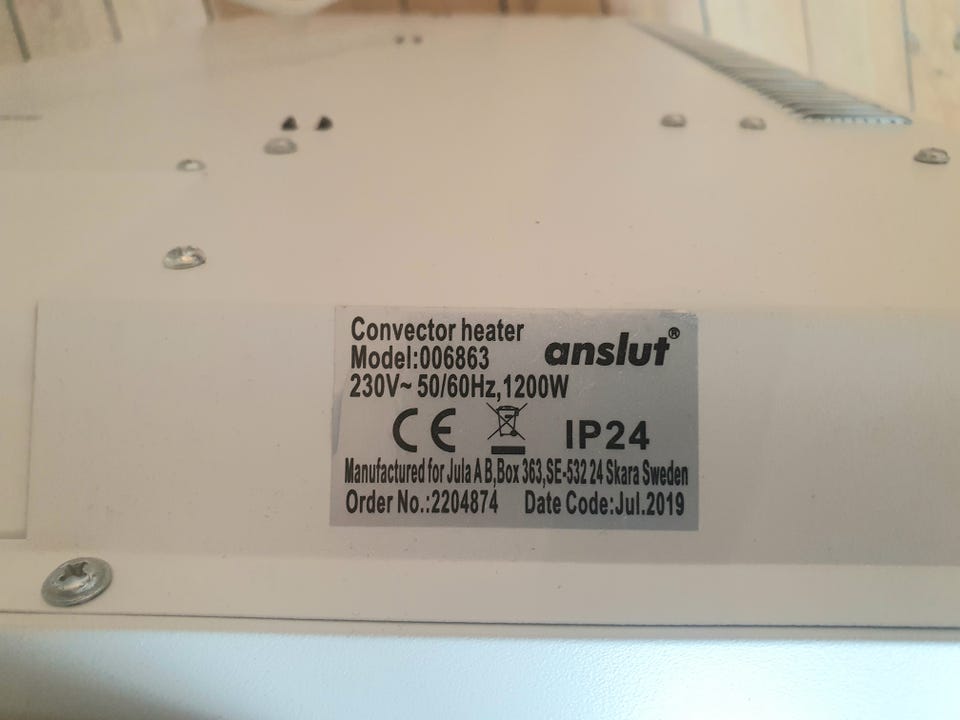 Convector heater
anslut®
Model:006863
230V~ 50/60Hz,1200W
CE
IP24
Manufactured for Jula A B,Box 363,SE-532 24 Skara Sweden
Order No.:2204874 Date Code:Jul.2019